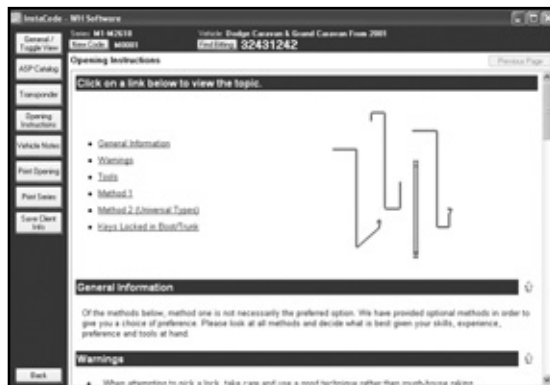 InstaCode - WH Software
Series: M1-M2618 Vehicle: Dodge Caravan & Grand Caravan From 2001
New Code: M0001 Find Bitting: 32431242
General / Toggle View
ASP Catalog
Transponder
Opening Instructions
Vehicle Notes
Print Opening
Print Series
Save Client Info
Back
Opening Instructions Previous Page
Click on a link below to view the topic.
General Information
Warnings
Tools
Method 1
Method 2 (Universal Types)
Keys Locked in Boot/Trunk
General Information
Of the methods below, method one is not necessarily the preferred option. We have provided optional methods in order to
give you a choice of preference. Please look at all methods and decide what is best given your skills, experience,
preference and tools at hand.
Warnings
When attempting to pick a lock, take care and use a good technique rather than